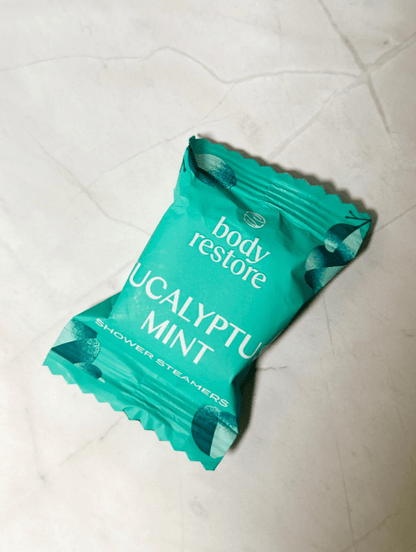 body
restore
UCALYPTU
MINT
SHOWER STEAMERS